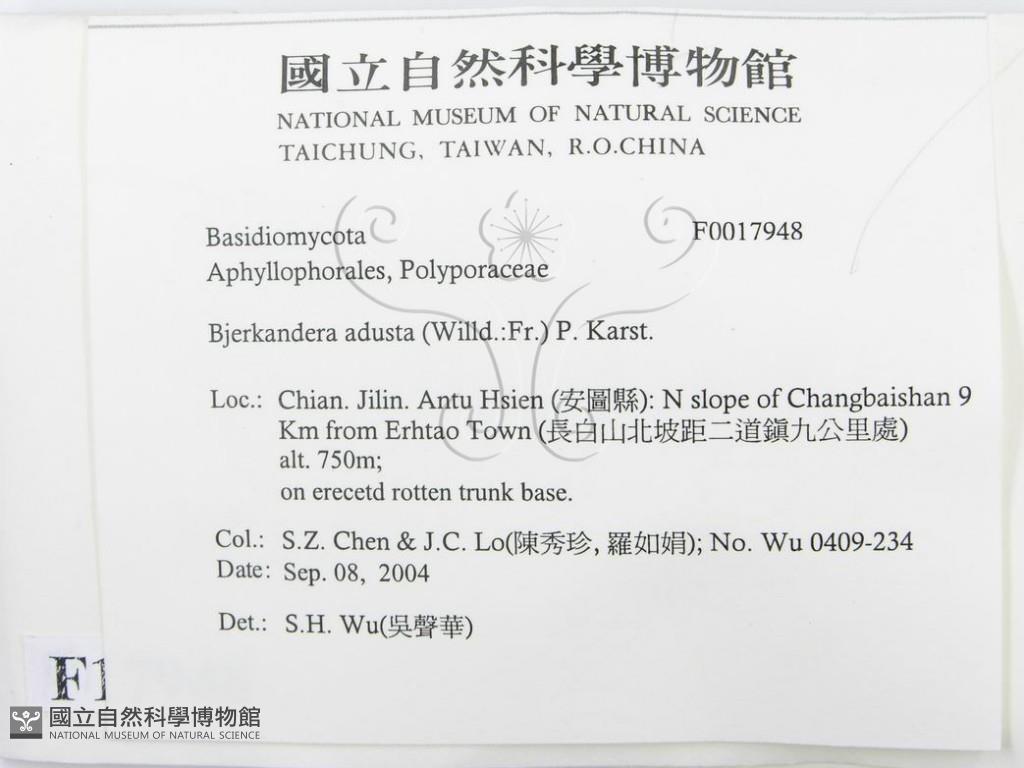 國立自然科學博物館
NATIONAL MUSEUM OF NATURAL SCIENCE
TAICHUNG, TAIWAN, R.O.CHINA
Basidiomycota F0017948
Aphyllophorales, Polyporaceae
Bjerkandera adusta (Willd.:Fr.) P. Karst.
Loc.: Chian. Jilin. Antu Hsien (安圖縣): N slope of Changbaishan 9
Km from Erhtao Town (長白山北坡距二道鎭九公里處)
alt. 750m;
on erecetd rotten trunk base.
Col.: S.Z. Chen & J.C. Lo(陳秀珍, 羅如娟); No. Wu 0409-234
Date: Sep. 08, 2004
Det.: S.H. Wu(吳聲華)
F1
國立自然科學博物館
NATIONAL MUSEUM OF NATURAL SCIENCE